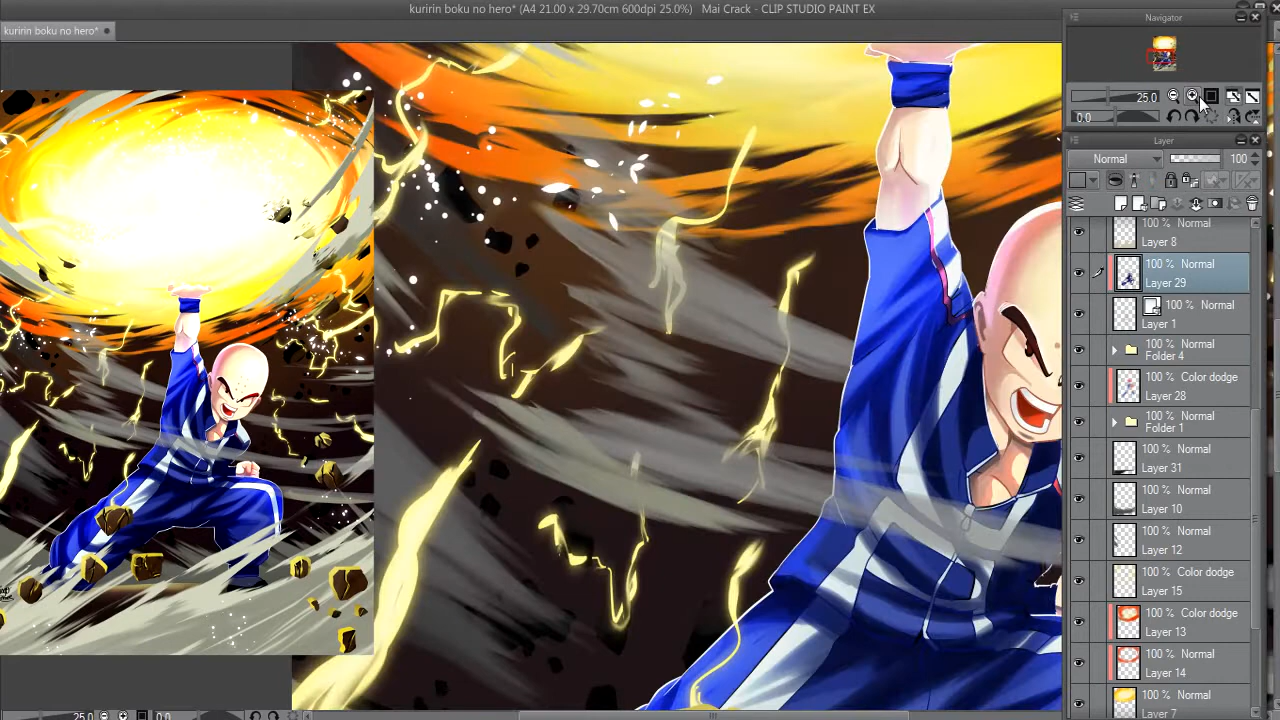 kuririn boku no hero* (A4 21.00 x 29.70cm 600dpi 25.0%)   Mai Crack - CLIP STUDIO PAINT EX
Navigator
kuririn boku no hero*
25.0
0.0
Layer
Normal
100
100 % Normal
Layer 8
100 % Normal
Layer 29
100 % Normal
Layer 1
100 % Normal
Folder 4
100 % Color dodge
Layer 28
100 % Normal
Folder 1
100 % Normal
Layer 31
100 % Normal
Layer 10
100 % Normal
Layer 12
100 % Color dodge
Layer 15
100 % Color dodge
Layer 13
100 % Normal
Layer 14
100 % Normal
Layer 7
25.0
0.0